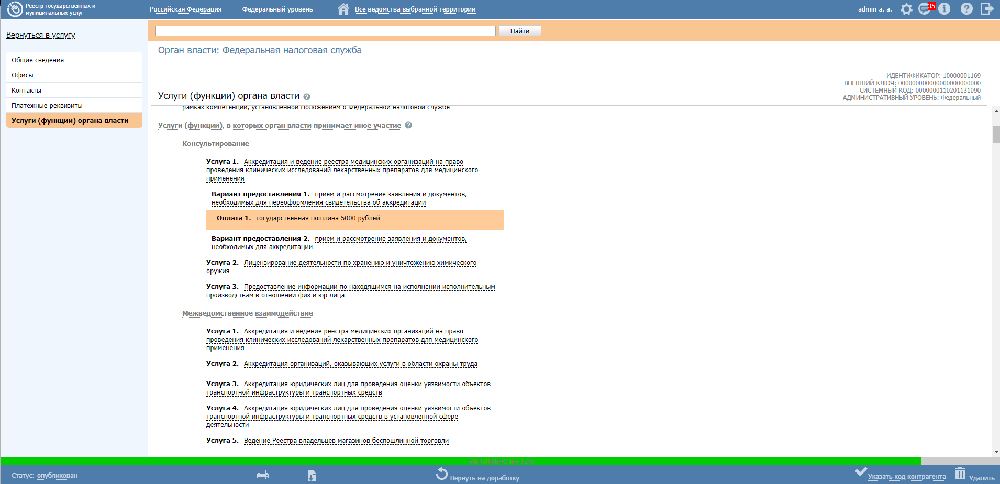 Реестр государственных и
муниципальных услуг
Российская Федерация
Федеральный уровень
Все ведомства выбранной территории
admin a. a.
35
Вернуться в услугу
Найти
Общие сведения
Офисы
Контакты
Платежные реквизиты
Услуги (функции) органа власти
Орган власти: Федеральная налоговая служба
ИДЕНТИФИКАТОР: 10000001169
ВНЕШНИЙ КЛЮЧ: 000000000000000000000000
СИСТЕМНЫЙ КОД: 0000000110201131090
АДМИНИСТРАТИВНЫЙ УРОВЕНЬ: Федеральный
Услуги (функции) органа власти
рамках компетенции, установленной Положением о Федеральной налоговой службе
Услуги (функции), в которых орган власти принимает иное участие
Консультирование
Услуга 1. Аккредитация и ведение реестра медицинских организаций на право
проведения клинических исследований лекарственных препаратов для медицинского
применения
Вариант предоставления 1. прием и рассмотрение заявления и документов,
необходимых для переоформления свидетельства об аккредитации
Оплата 1. государственная пошлина 5000 рублей
Вариант предоставления 2. прием и рассмотрение заявления и документов,
необходимых для аккредитации
Услуга 2. Лицензирование деятельности по хранению и уничтожению химического
оружия
Услуга 3. Предоставление информации по находящимся на исполнении исполнительным
производствам в отношении физ и юр лица
Межведомственное взаимодействие
Услуга 1. Аккредитация и ведение реестра медицинских организаций на право
проведения клинических исследований лекарственных препаратов для медицинского
применения
Услуга 2. Аккредитация организаций, оказывающих услуги в области охраны труда
Услуга 3. Аккредитация юридических лиц для проведения оценки уязвимости объектов
транспортной инфраструктуры и транспортных средств
Услуга 4. Аккредитация юридических лиц для проведения оценки уязвимости объектов
транспортной инфраструктуры и транспортных средств в установленной сфере
деятельности
Услуга 5. Ведение Реестра владельцев магазинов беспошлинной торговли
ЗАПОЛНЕНО НА 92%
Статус: опубликован
Вернуть на доработку
Указать код контрагента
Удалить